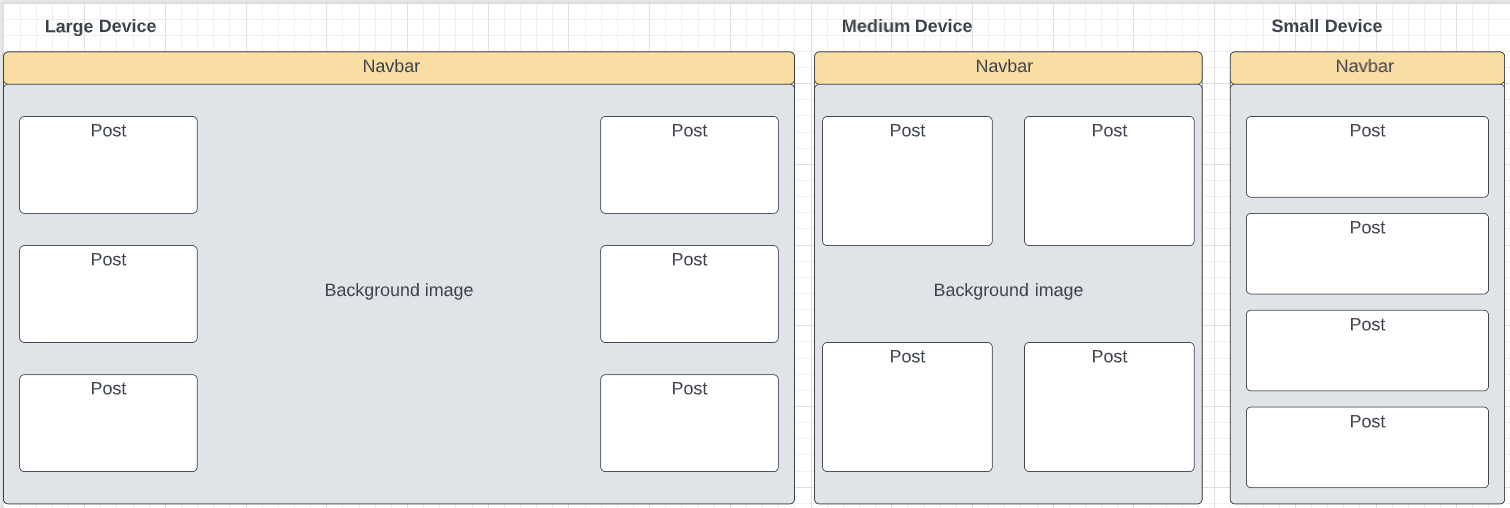 Large Device
Navbar
Post
Post
Post
Post
Background image
Post
Post
Medium Device
Navbar
Post
Post
Background image
Post
Post
Small Device
Navbar
Post
Post
Post
Post